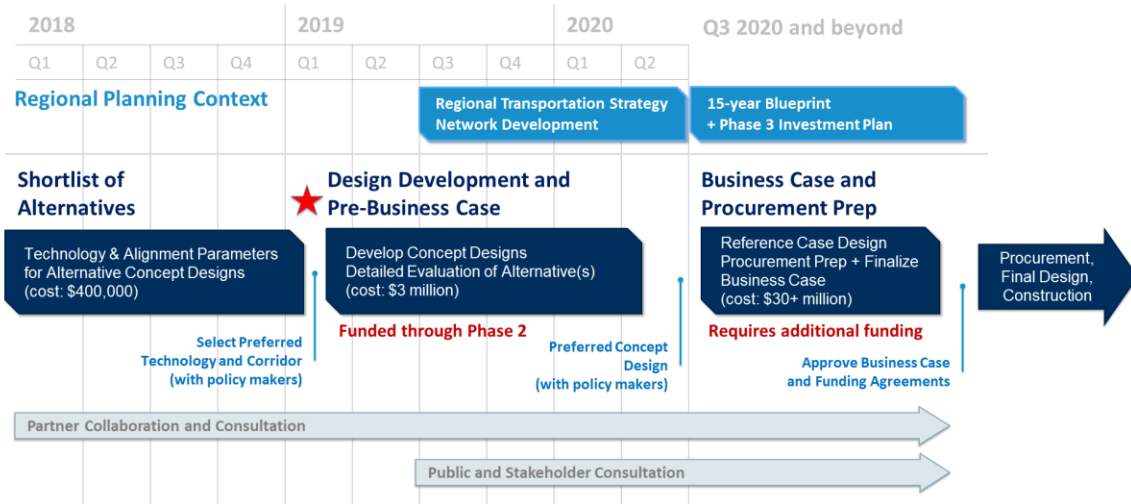 2018
2019
2020
Q3 2020 and beyond
Q1
Q2
Q3
Q4
Q1
Q2
Q3
Q4
Q1
Q2
Regional Planning Context
Regional Transportation Strategy
Network Development
15-year Blueprint
+ Phase 3 Investment Plan
Shortlist of
Alternatives
Design Development and
Pre-Business Case
Business Case and
Procurement Prep
Technology & Alignment Parameters
for Alternative Concept Designs
(cost: $400,000)
Develop Concept Designs
Detailed Evaluation of Alternative(s)
(cost: $3 million)
Reference Case Design
Procurement Prep + Finalize
Business Case
(cost: $30+ million)
Procurement,
Final Design,
Construction
Funded through Phase 2
Requires additional funding
Select Preferred
Technology and Corridor
(with policy makers)
Preferred Concept
Design
(with policy makers)
Approve Business Case
and Funding Agreements
Partner Collaboration and Consultation
Public and Stakeholder Consultation